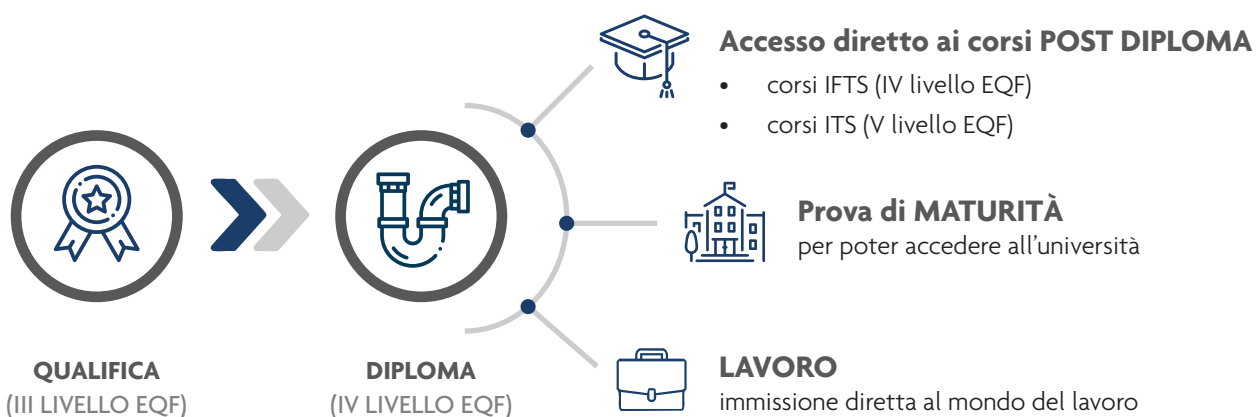 Accesso diretto ai corsi POST DIPLOMA
• corsi IFTS (IV livello EQF)
• corsi ITS (V livello EQF)
Prova di MATURITÀ
per poter accedere all'università
QUALIFICA
(III LIVELLO EQF)
DIPLOMA
(IV LIVELLO EQF)
LAVORO
immissione diretta al mondo del lavoro